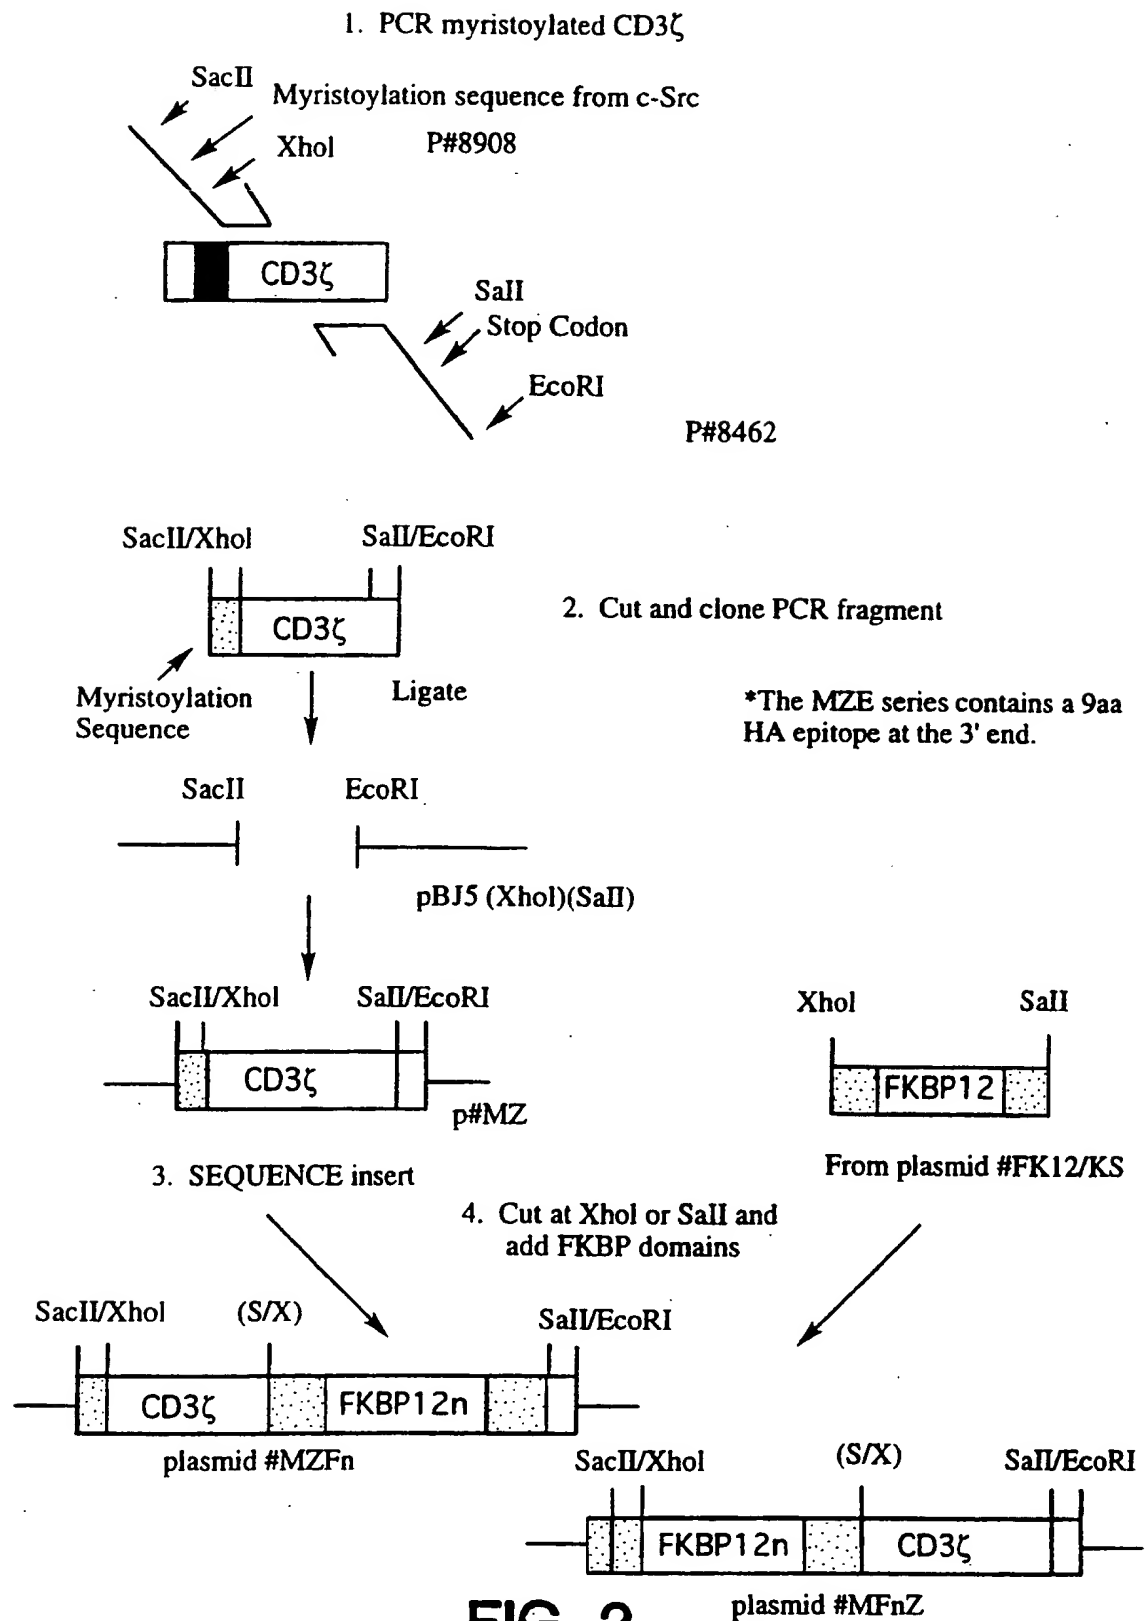 1. PCR myristoylated CD3ζ
SacII
Myristoylation sequence from c-Src
XhoI
P#8908
CD3ζ
SalI
Stop Codon
EcoRI
P#8462
SacII/XhoI
SalI/EcoRI
CD3ζ
2. Cut and clone PCR fragment
Myristoylation
Sequence
Ligate
*The MZE series contains a 9aa
HA epitope at the 3' end.
SacII
EcoRI
pBJ5 (XhoI)(SalI)
SacII/XhoI
SalI/EcoRI
CD3ζ
p#MZ
XhoI
SalI
FKBP12
From plasmid #FK12/KS
3. SEQUENCE insert
4. Cut at XhoI or SalI and
add FKBP domains
SacII/XhoI
(S/X)
SalI/EcoRI
CD3ζ
FKBP12n
plasmid #MZFn
SacII/XhoI
(S/X)
SalI/EcoRI
FKBP12n
CD3ζ
plasmid #MFnZ
FIG. 2